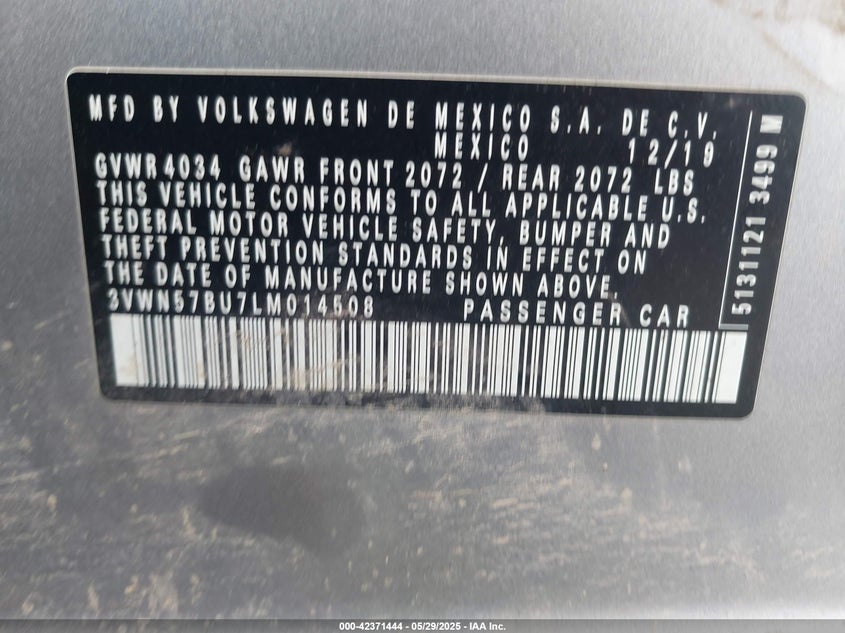 MFD BY VOLKSWAGEN DE MEXICO S.A. DE C.V.
MEXICO 12/19
GVWR 4034 GAWR FRONT 2072 / REAR 2072 LBS
THIS VEHICLE CONFORMS TO ALL APPLICABLE U.S.
FEDERAL MOTOR VEHICLE SAFETY, BUMPER AND
THEFT PREVENTION STANDARDS IN EFFECT ON
THE DATE OF MANUFACTURE SHOWN ABOVE
3VWN57BU7LM014508 PASSENGER CAR
5131121 3499 M
000-42371444 - 05/29/2025 - IAA Inc.